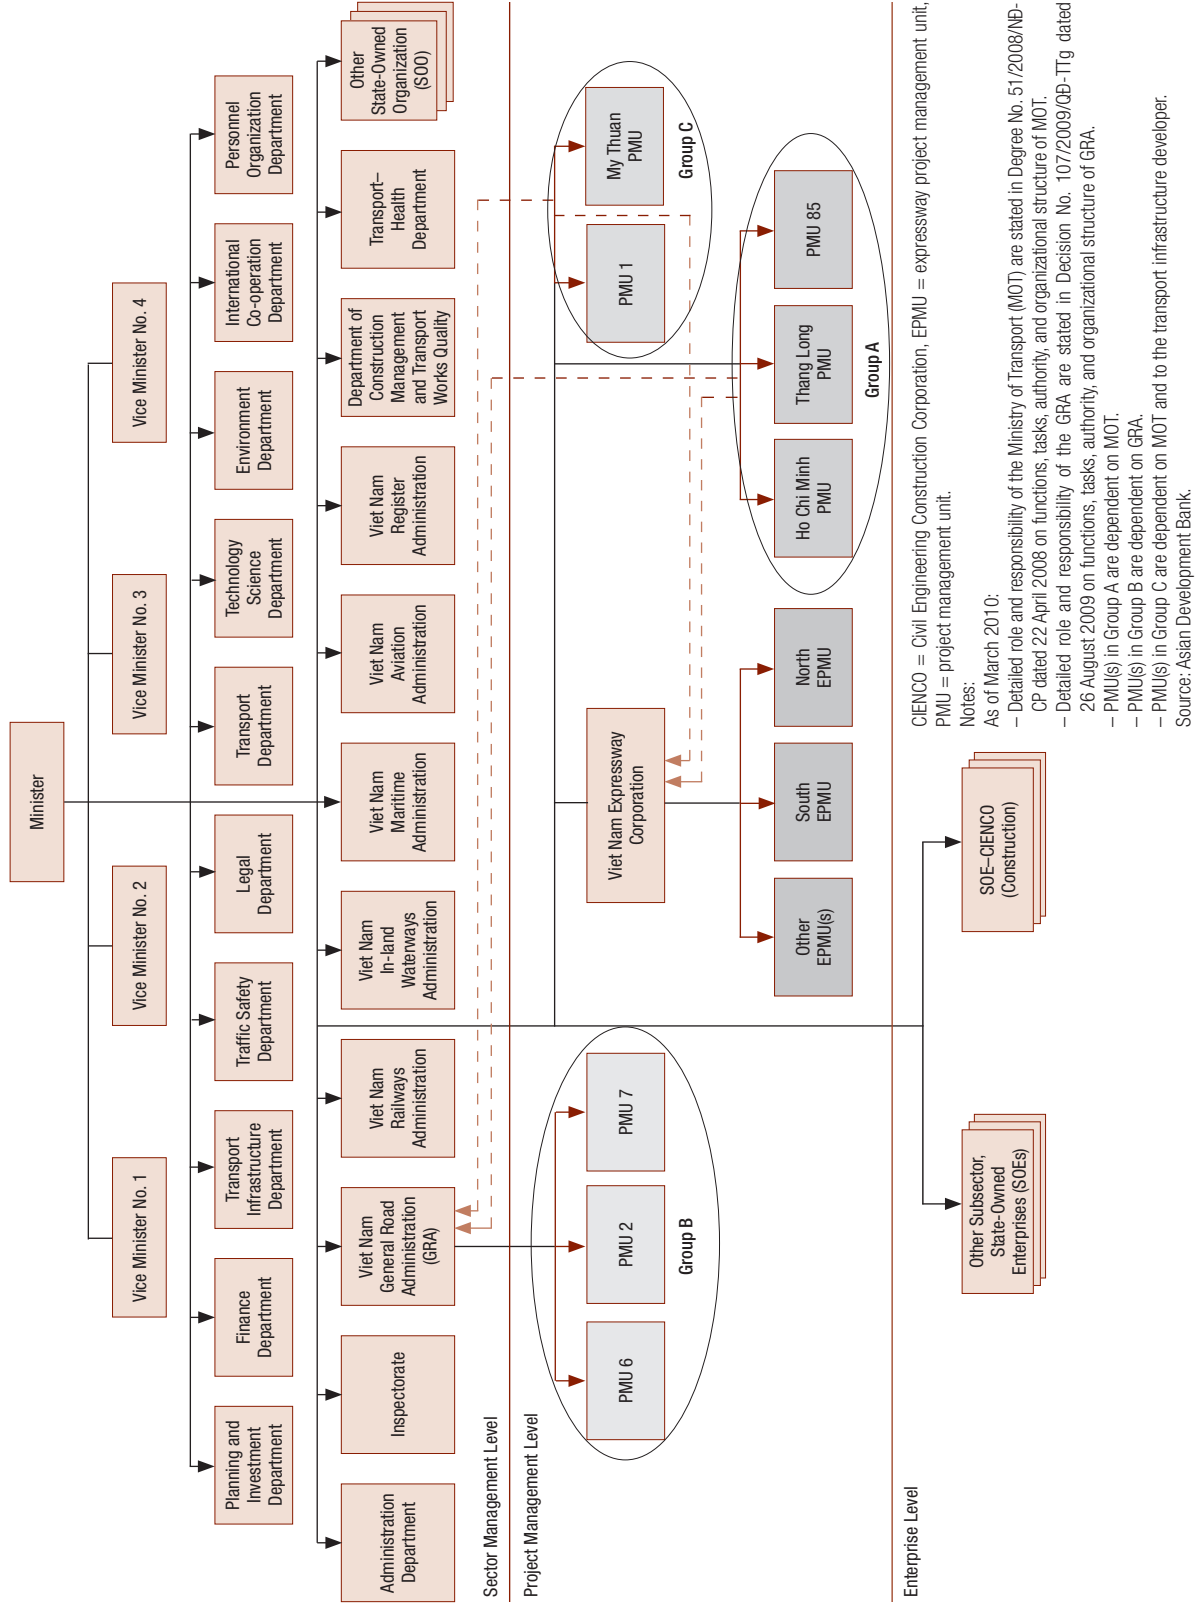 Minister
Vice Minister No. 1
Vice Minister No. 2
Vice Minister No. 3
Vice Minister No. 4
Planning and
Investment
Department
Finance
Department
Transport
Infrastructure
Department
Traffic Safety
Department
Legal
Department
Transport
Department
Technology
Science
Department
Environment
Department
International
Co-operation
Department
Personnel
Organization
Department
Administration
Department
Inspectorate
Viet Nam
General Road
Administration
(GRA)
Viet Nam
Railways
Administration
Viet Nam
In-land
Waterways
Administration
Viet Nam
Maritime
Administration
Viet Nam
Aviation
Administration
Viet Nam
Register
Administration
Department of
Construction
Management
and Transport
Works Quality
Transport–
Health
Department
Other
State-Owned
Organization
(SOO)
Sector Management Level
Project Management Level
PMU 6
PMU 2
PMU 7
Group B
Viet Nam Expressway
Corporation
Other
EPMU(s)
South
EPMU
North
EPMU
PMU 1
My Thuan
PMU
Group C
Ho Chi Minh
PMU
Thang Long
PMU
PMU 85
Group A
Enterprise Level
Other Subsector,
State-Owned
Enterprises (SOEs)
SOE–CIENCO
(Construction)
CIENCO = Civil Engineering Construction Corporation, EPMU = expressway project management unit,
PMU = project management unit.
Notes:
As of March 2010:
– Detailed role and responsibility of the Ministry of Transport (MOT) are stated in Degree No. 51/2008/NĐ-
CP dated 22 April 2008 on functions, tasks, authority, and organizational structure of MOT.
– Detailed role and responsibility of the GRA are stated in Decision No. 107/2009/QĐ-TTg dated
26 August 2009 on functions, tasks, authority, and organizational structure of GRA.
– PMU(s) in Group A are dependent on MOT.
– PMU(s) in Group B are dependent on GRA.
– PMU(s) in Group C are dependent on MOT and to the transport infrastructure developer.
Source: Asian Development Bank.